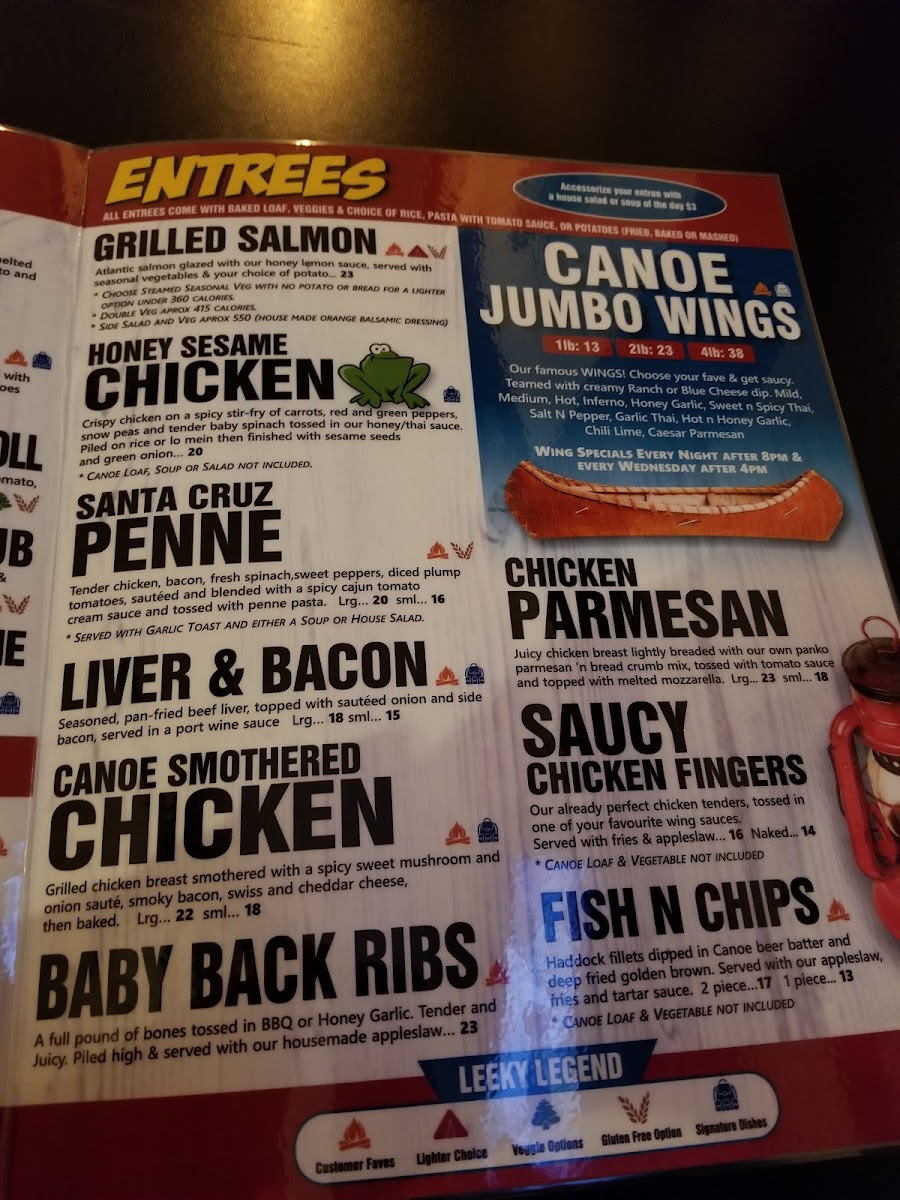 ENTREES
Accessorize your entree with
a house salad or soup of the day $3
ALL ENTREES COME WITH BAKED LOAF, VEGGIES & CHOICE OF RICE, PASTA WITH TOMATO SAUCE, OR POTATOES (FRIED, BAKED OR MASHED)
GRILLED SALMON
Atlantic salmon glazed with our honey lemon sauce, served with
seasonal vegetables & your choice of potato... 23
* CHOOSE STEAMED SEASONAL VEG WITH NO POTATO OR BREAD FOR A LIGHTER
OPTION UNDER 360 CALORIES.
* DOUBLE VEG APROX 415 CALORIES.
* SIDE SALAD AND VEG APROX 550 (HOUSE MADE ORANGE BALSAMIC DRESSING)
HONEY SESAME
CHICKEN
Crispy chicken on a spicy stir-fry of carrots, red and green peppers,
snow peas and tender baby spinach tossed in our honey/thai sauce.
Piled on rice or lo mein then finished with sesame seeds
and green onion... 20
* CANOE LOAF, SOUP OR SALAD NOT INCLUDED.
SANTA CRUZ
PENNE
Tender chicken, bacon, fresh spinach,sweet peppers, diced plump
tomatoes, sautéed and blended with a spicy cajun tomato
cream sauce and tossed with penne pasta. Lrg... 20 sml... 16
* SERVED WITH GARLIC TOAST AND EITHER A SOUP OR HOUSE SALAD.
LIVER & BACON
Seasoned, pan-fried beef liver, topped with sautéed onion and side
bacon, served in a port wine sauce Lrg... 18 sml... 15
CANOE SMOTHERED
CHICKEN
Grilled chicken breast smothered with a spicy sweet mushroom and
onion sauté, smoky bacon, swiss and cheddar cheese,
then baked. Lrg... 22 sml... 18
BABY BACK RIBS
A full pound of bones tossed in BBQ or Honey Garlic. Tender and
Juicy. Piled high & served with our housemade appleslaw... 23
CANOE
JUMBO WINGS
1lb: 13 2lb: 23 4lb: 38
Our famous WINGS! Choose your fave & get saucy.
Teamed with creamy Ranch or Blue Cheese dip. Mild,
Medium, Hot, Inferno, Honey Garlic, Sweet n Spicy Thai,
Salt N Pepper, Garlic Thai, Hot n Honey Garlic,
Chili Lime, Caesar Parmesan
WING SPECIALS EVERY NIGHT AFTER 8PM &
EVERY WEDNESDAY AFTER 4PM
CHICKEN
PARMESAN
Juicy chicken breast lightly breaded with our own panko
parmesan 'n bread crumb mix, tossed with tomato sauce
and topped with melted mozzarella. Lrg... 23 sml... 18
SAUCY
CHICKEN FINGERS
Our already perfect chicken tenders, tossed in
one of your favourite wing sauces.
Served with fries & appleslaw... 16 Naked... 14
* CANOE LOAF & VEGETABLE NOT INCLUDED
FISH N CHIPS
Haddock fillets dipped in Canoe beer batter and
deep fried golden brown. Served with our appleslaw,
fries and tartar sauce. 2 piece...17 1 piece... 13
* CANOE LOAF & VEGETABLE NOT INCLUDED
LEEKY LEGEND
Customer Faves Lighter Choice Veggie Options Gluten Free Option Signature Dishes